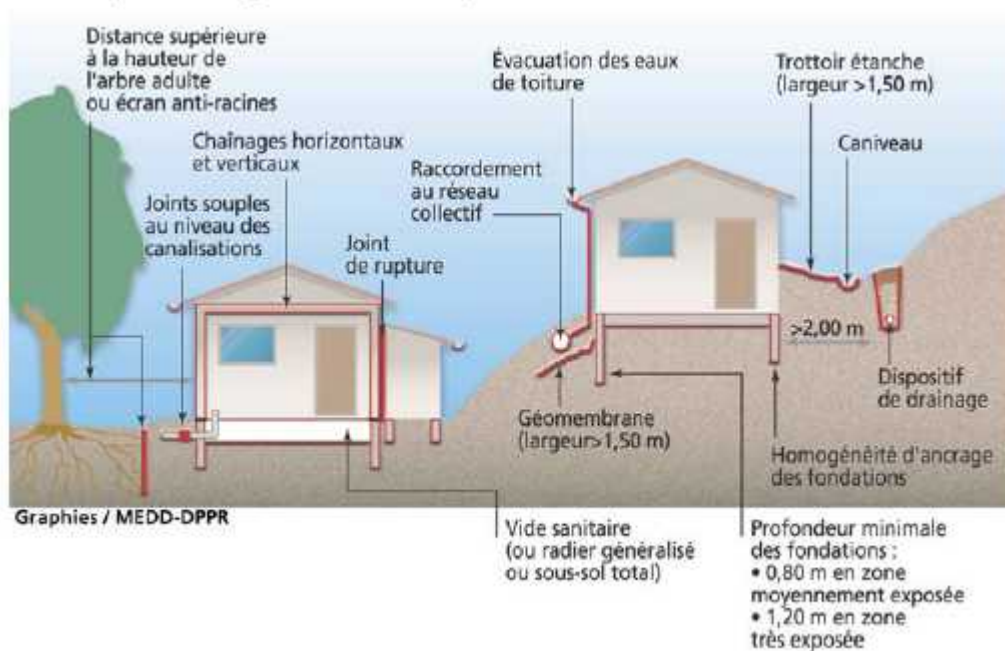 Distance supérieure
à la hauteur de
l'arbre adulte
ou écran anti-racines
Chaînages horizontaux
et verticaux
Joints souples
au niveau des
canalisations
Joint
de rupture
Évacuation des eaux
de toiture
Raccordement
au réseau
collectif
Trottoir étanche
(largeur >1,50 m)
Caniveau
>2,00 m
Dispositif
de drainage
Géomembrane
(largeur>1,50 m)
Homogénéité d'ancrage
des fondations
Graphies / MEDD-DPPR
Vide sanitaire
(ou radier généralisé
ou sous-sol total)
Profondeur minimale
des fondations :
• 0,80 m en zone
moyennement exposée
• 1,20 m en zone
très exposée